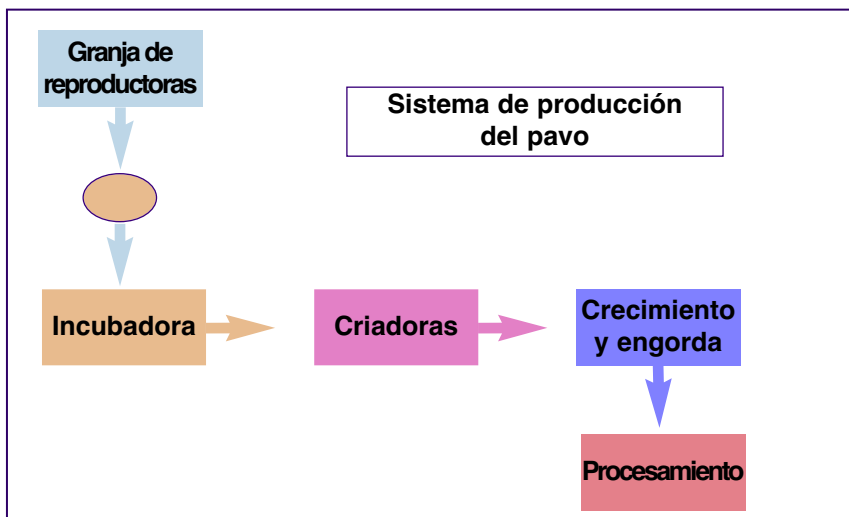 Granja de
reproductoras
Sistema de producción
del pavo
Incubadora
Criadoras
Crecimiento
y engorda
Procesamiento